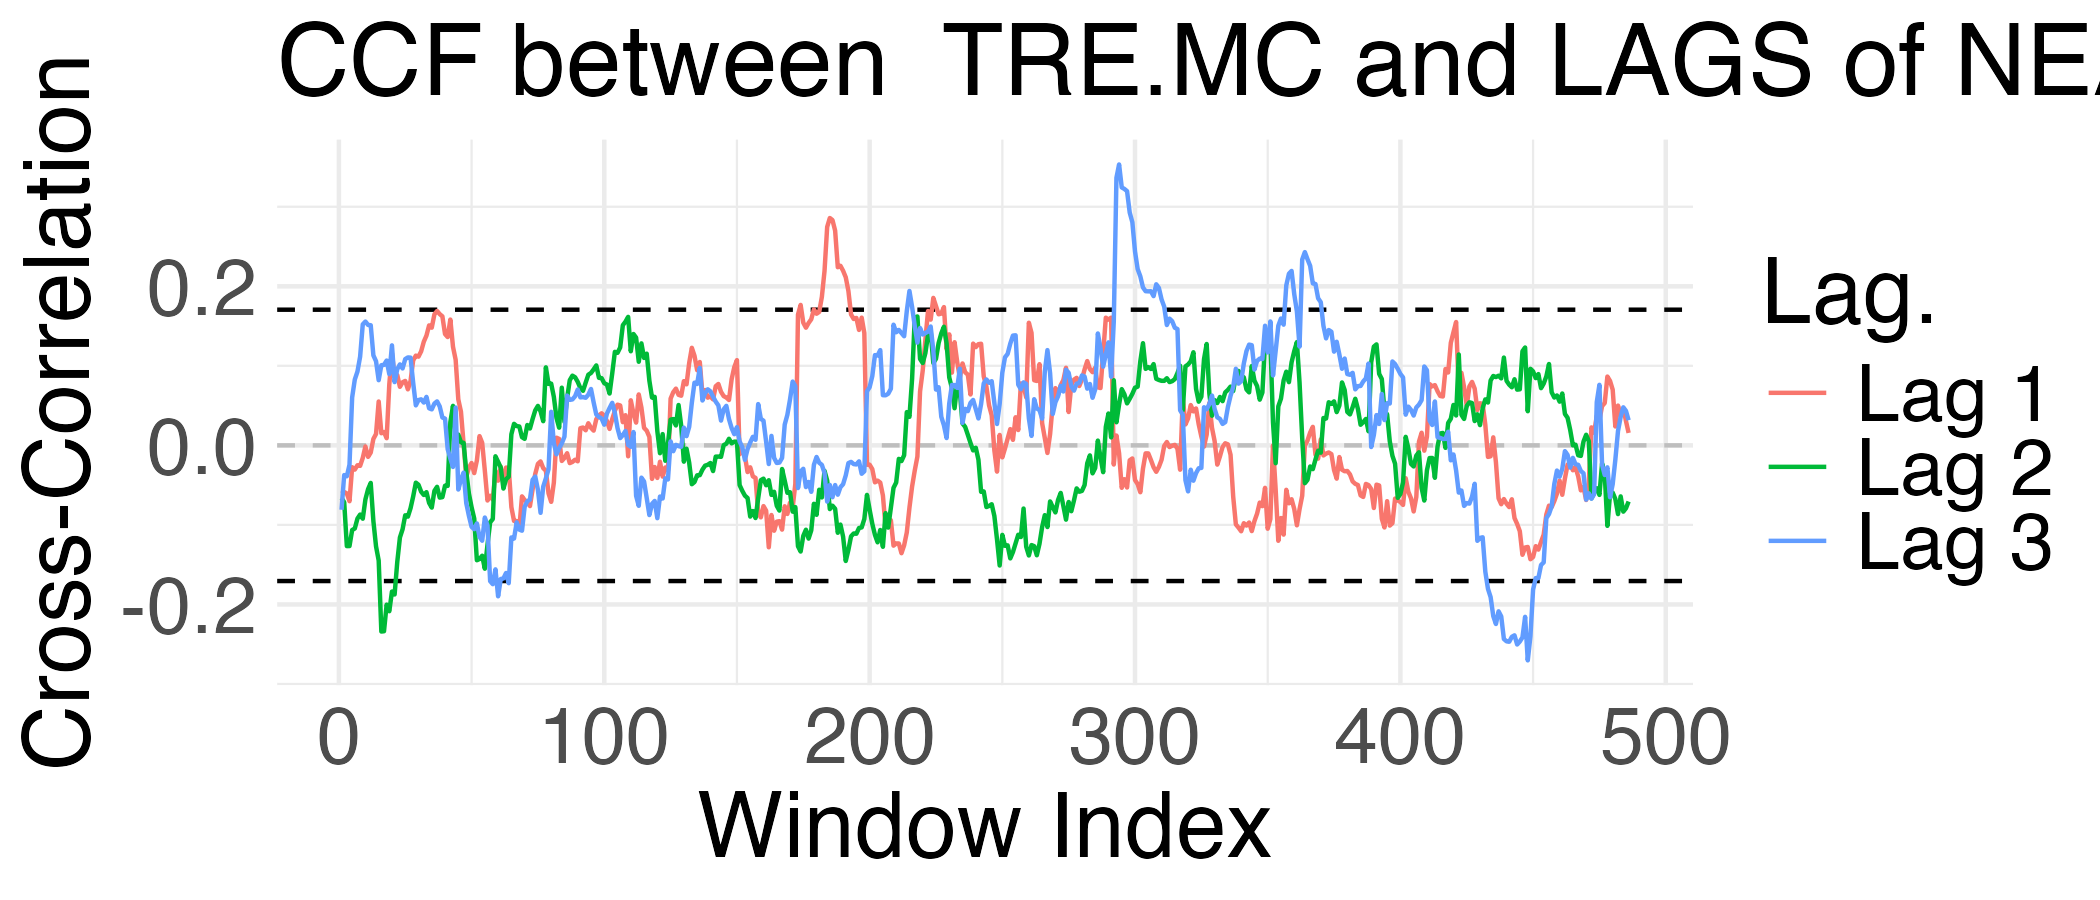 CCF between  TRE.MC and LAGS of NEA
Cross-Correlation
0.2
0.0
-0.2
0
100
200
300
400
500
Window Index
Lag.
Lag 1
Lag 2
Lag 3